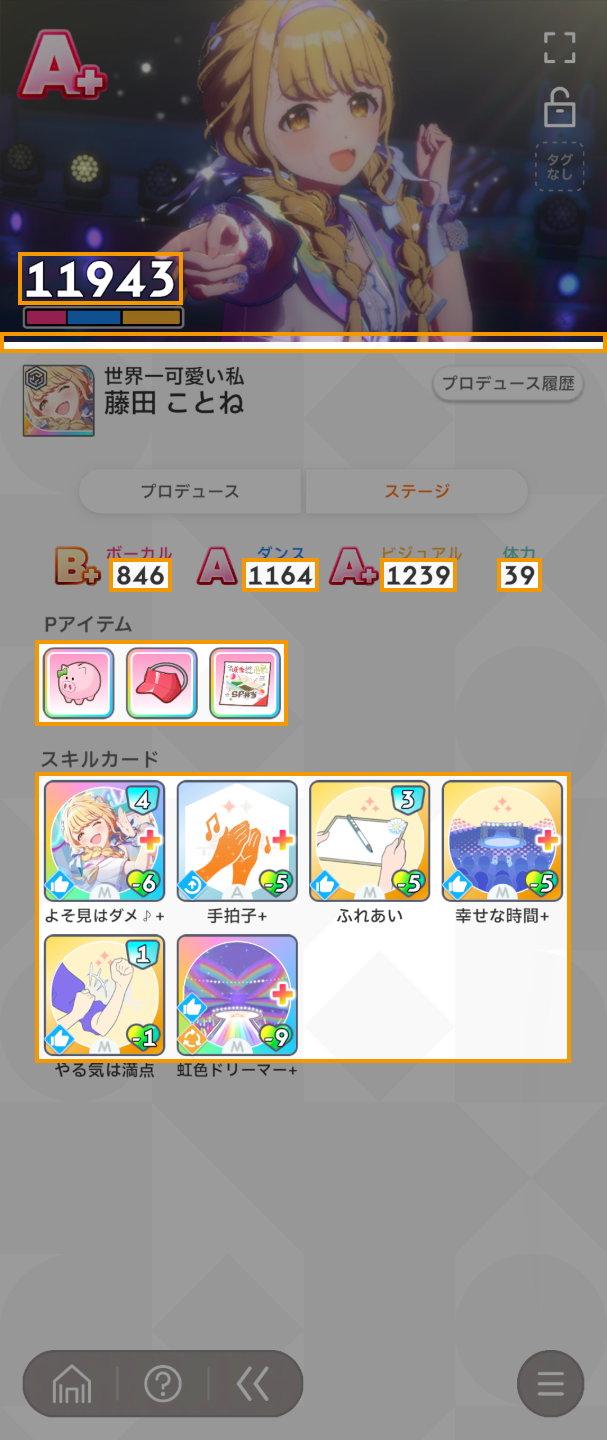 A+
タグ
なし
11943
世界一可愛い私
藤田 ことね
プロデュース履歴
プロデュース
ステージ
B+ ボーカル 846
A ダンス 1164
A+ ビジュアル 1239
体力 39
Pアイテム
SP弁当
スキルカード
4 + -6 M
+ -5 A
3 -5 M
+ -5 M
よそ見はダメ♪+
手拍子+
ふれあい
幸せな時間+
1 -1 M
+ -9 M
やる気は満点
虹色ドリーマー+